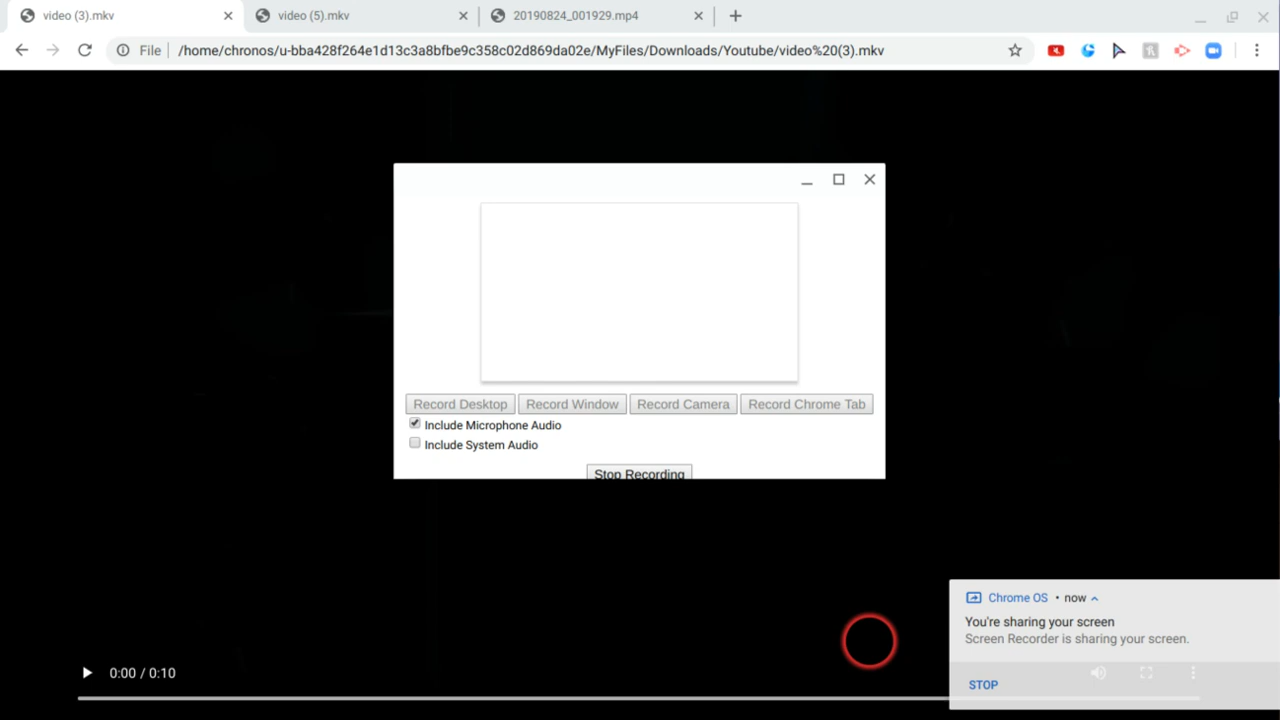 video (3).mkv
video (5).mkv
20190824_001929.mp4
File
/home/chronos/u-bba428f264e1d13c3a8bfbe9c358c02d869da02e/MyFiles/Downloads/Youtube/video%20(3).mkv
Record Desktop
Record Window
Record Camera
Record Chrome Tab
Include Microphone Audio
Include System Audio
Stop Recording
Chrome OS • now
You're sharing your screen
Screen Recorder is sharing your screen.
STOP
0:00 / 0:10